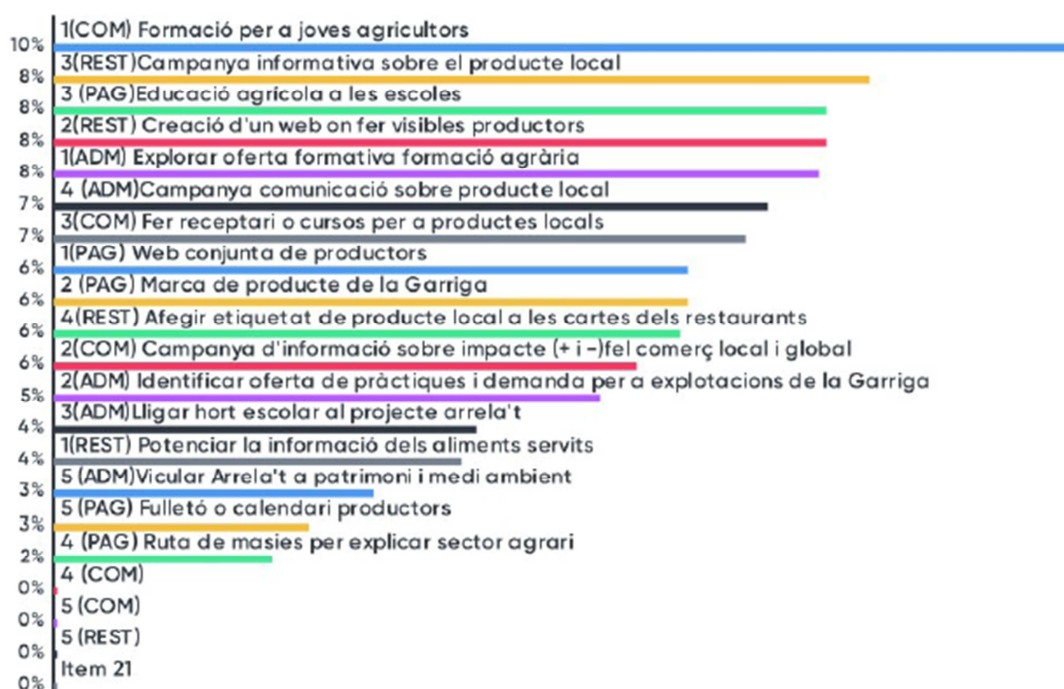 1(COM) Formació per a joves agricultors
10%
3(REST)Campanya informativa sobre el producte local
8%
3 (PAG)Educació agrícola a les escoles
8%
2(REST) Creació d'un web on fer visibles productors
8%
1(ADM) Explorar oferta formativa formació agrària
8%
4 (ADM)Campanya comunicació sobre producte local
7%
3(COM) Fer receptari o cursos per a productes locals
7%
1(PAG) Web conjunta de productors
6%
2 (PAG) Marca de producte de la Garriga
6%
4(REST) Afegir etiquetat de producte local a les cartes dels restaurants
6%
2(COM) Campanya d'informació sobre impacte (+ i -)fel comerç local i global
6%
2(ADM) Identificar oferta de pràctiques i demanda per a explotacions de la Garriga
5%
3(ADM)Lligar hort escolar al projecte arrela't
4%
1(REST) Potenciar la informació dels aliments servits
4%
5 (ADM)Vicular Arrela't a patrimoni i medi ambient
3%
5 (PAG) Fulletó o calendari productors
3%
4 (PAG) Ruta de masies per explicar sector agrari
2%
4 (COM)
0%
5 (COM)
0%
5 (REST)
0%
Item 21
0%